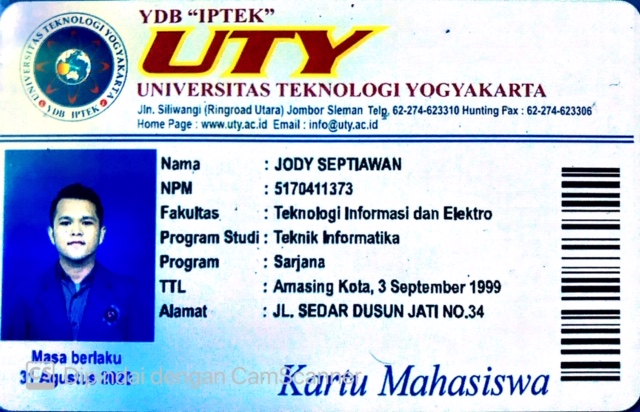 YDB "IPTEK"
UTY
UNIVERSITAS TEKNOLOGI YOGYAKARTA
Jln. Siliwangi (Ringroad Utara) Jombor Sleman Telp. 62-274-623310 Hunting Fax : 62-274-623306
Home Page : www.uty.ac.id Email : info@uty.ac.id
UNIVERSITAS TEKNOLOGI YOGYAKARTA
YDB IPTEK
Nama : JODY SEPTIAWAN
NPM : 5170411373
Fakultas : Teknologi Informasi dan Elektro
Program Studi : Teknik Informatika
Program : Sarjana
TTL : Amasing Kota, 3 September 1999
Alamat : JL. SEDAR DUSUN JATI NO.34
Masa berlaku
31 Agustus
CS Dipindai dengan CamScanner
Kartu Mahasiswa